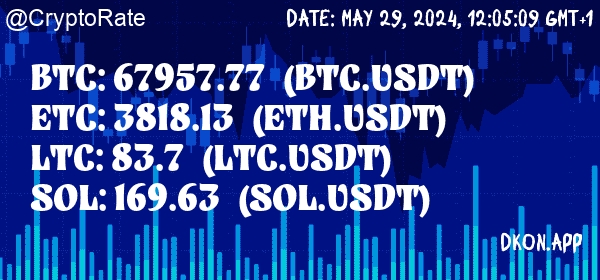 @CryptoRate
DATE: MAY 29, 2024, 12:05:09 GMT+1
BTC: 67957.77 (BTC.USDT)
ETC: 3818.13 (ETH.USDT)
LTC: 83.7 (LTC.USDT)
SOL: 169.63 (SOL.USDT)
DKON.APP